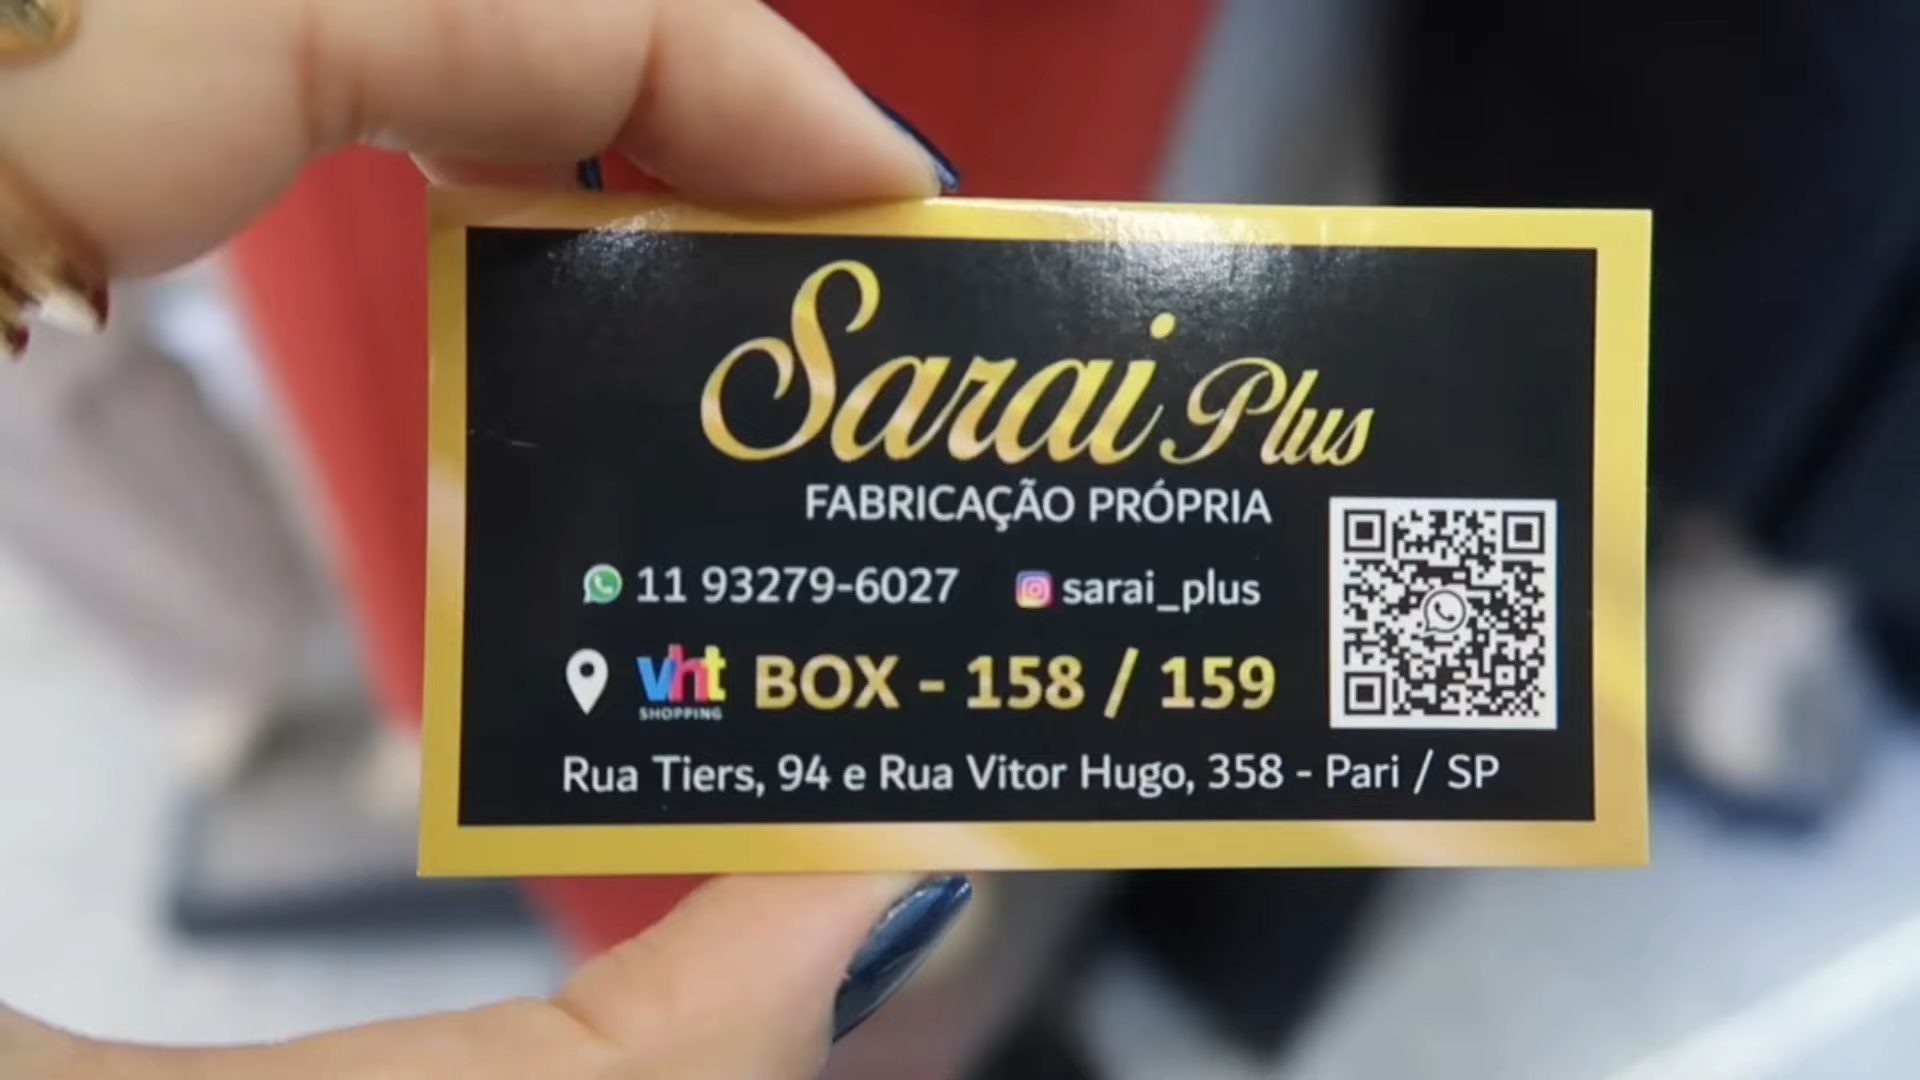 Sarai Plus
FABRICAÇÃO PRÓPRIA
11 93279-6027 sarai_plus
vht SHOPPING BOX - 158 / 159
Rua Tiers, 94 e Rua Vitor Hugo, 358 - Pari / SP